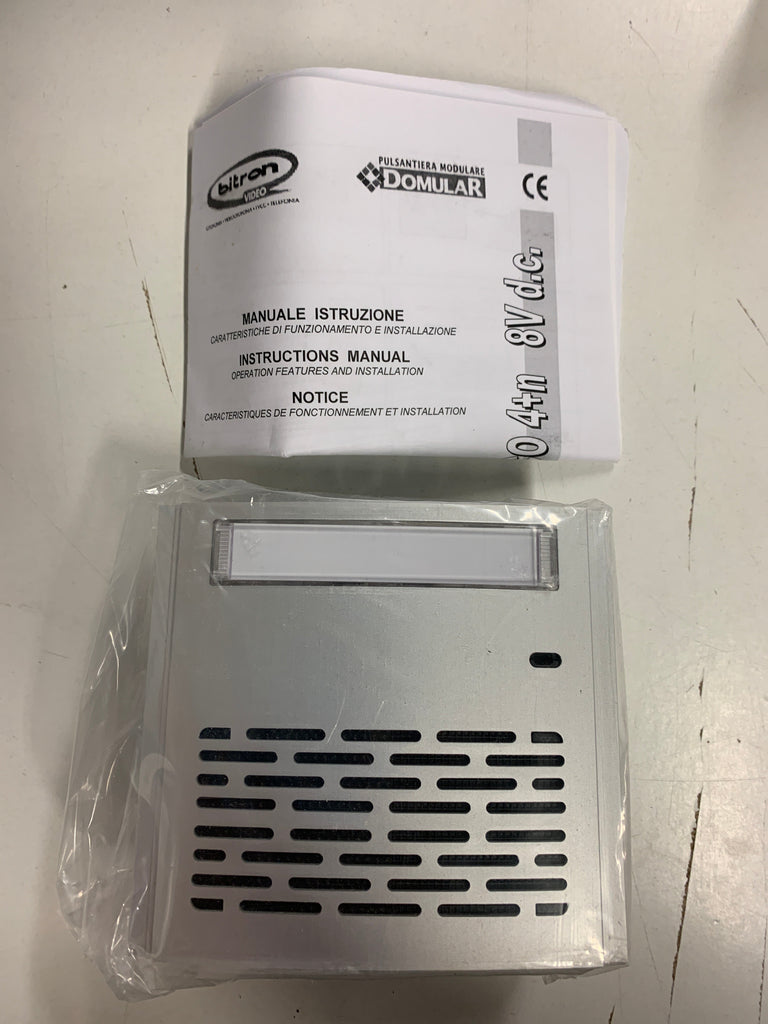 bitron
VIDEO
PULSANTIERA MODULARE
DOMULAR
CE
MANUALE ISTRUZIONE
CARATTERISTICHE DI FUNZIONAMENTO E INSTALLAZIONE
INSTRUCTIONS MANUAL
OPERATION FEATURES AND INSTALLATION
NOTICE
CARACTERISTIQUES DE FONCTIONNEMENT ET INSTALLATION
4+n 8V d.c.